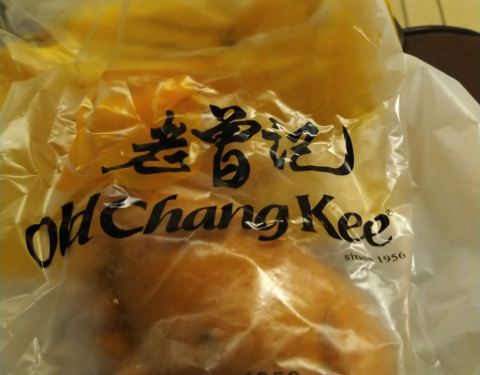 老曾记
Old Chang Kee
since 1956